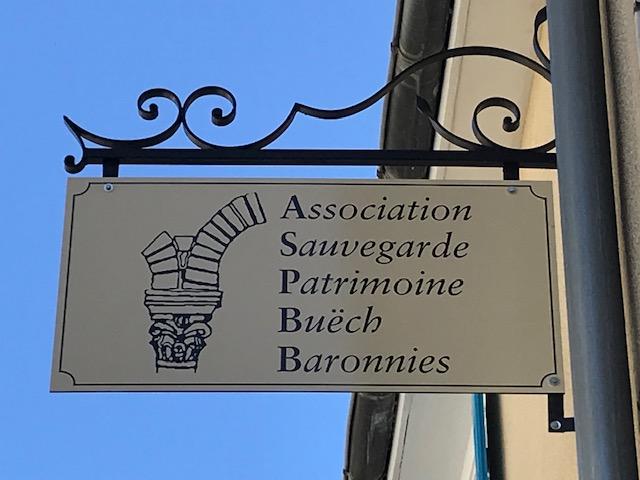 Association
Sauvegarde
Patrimoine
Buëch
Baronnies